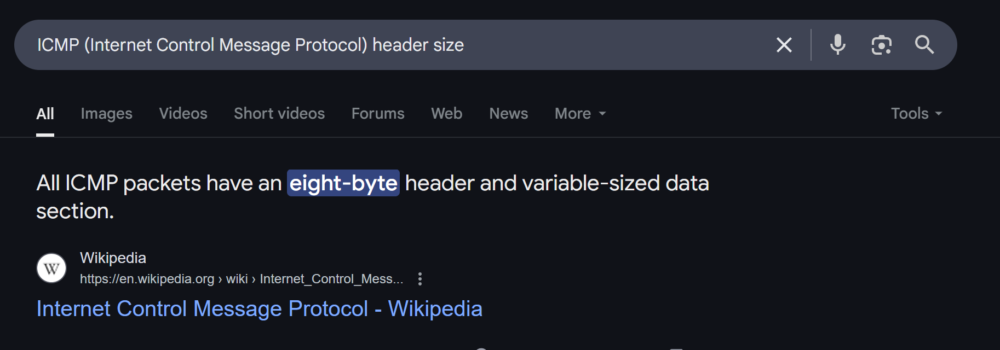 ICMP (Internet Control Message Protocol) header size
All Images Videos Short videos Forums Web News More Tools
All ICMP packets have an eight-byte header and variable-sized data
section.
W
Wikipedia
https://en.wikipedia.org › wiki › Internet_Control_Mess...
Internet Control Message Protocol - Wikipedia